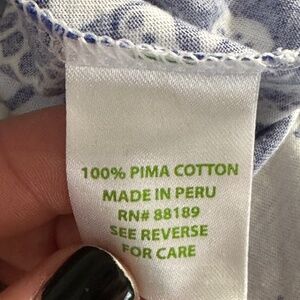 100% PIMA COTTON
MADE IN PERU
RN# 88189
SEE REVERSE
FOR CARE